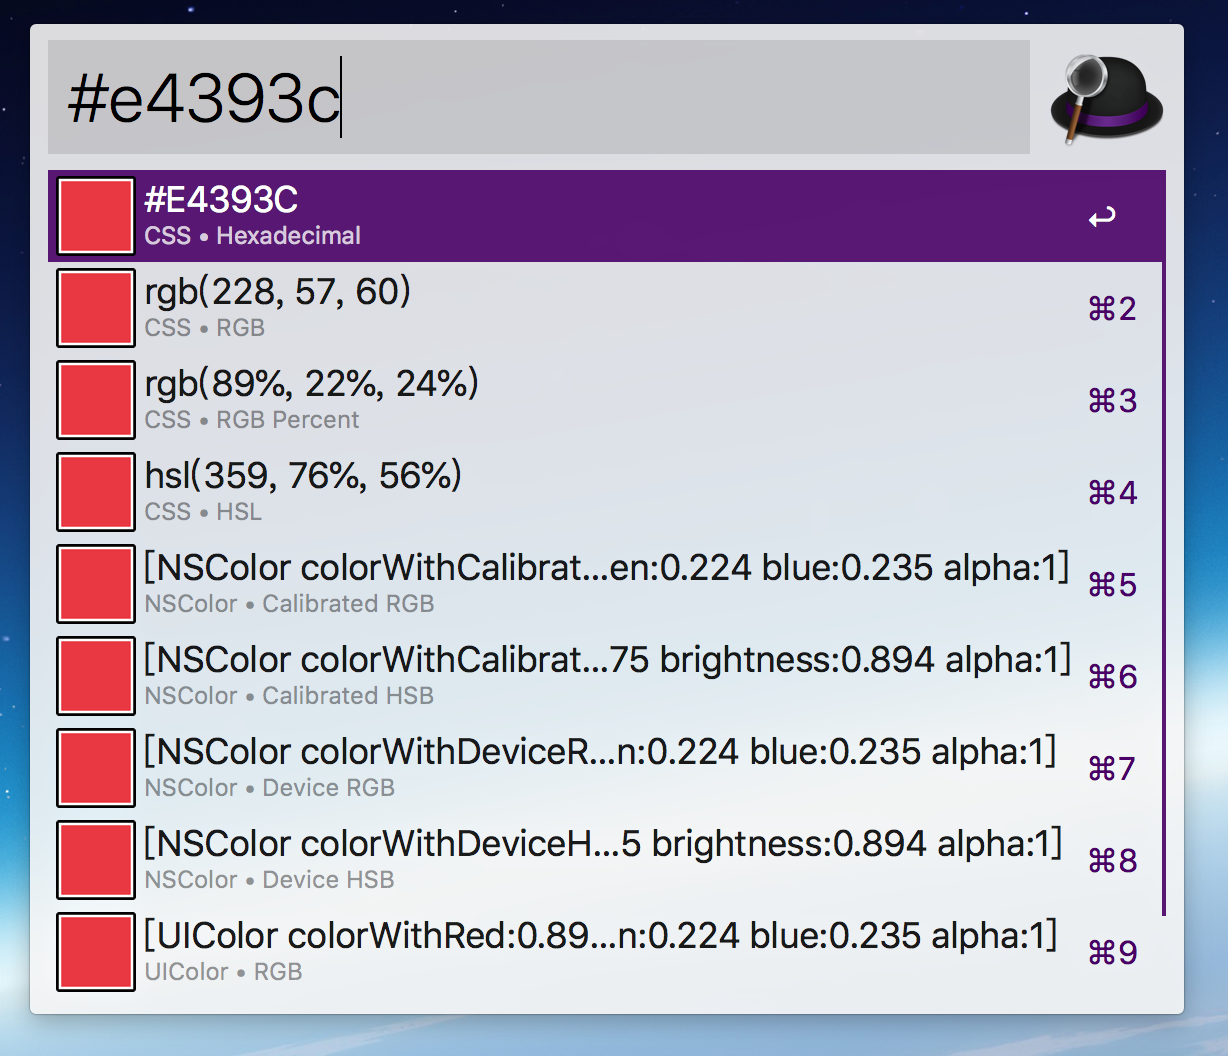 #e4393c
#E4393C
CSS • Hexadecimal
↩
rgb(228, 57, 60)
CSS • RGB
⌘2
rgb(89%, 22%, 24%)
CSS • RGB Percent
⌘3
hsl(359, 76%, 56%)
CSS • HSL
⌘4
[NSColor colorWithCalibrat...en:0.224 blue:0.235 alpha:1]
NSColor • Calibrated RGB
⌘5
[NSColor colorWithCalibrat...75 brightness:0.894 alpha:1]
NSColor • Calibrated HSB
⌘6
[NSColor colorWithDeviceR...n:0.224 blue:0.235 alpha:1]
NSColor • Device RGB
⌘7
[NSColor colorWithDeviceH...5 brightness:0.894 alpha:1]
NSColor • Device HSB
⌘8
[UIColor colorWithRed:0.89...n:0.224 blue:0.235 alpha:1]
UIColor • RGB
⌘9